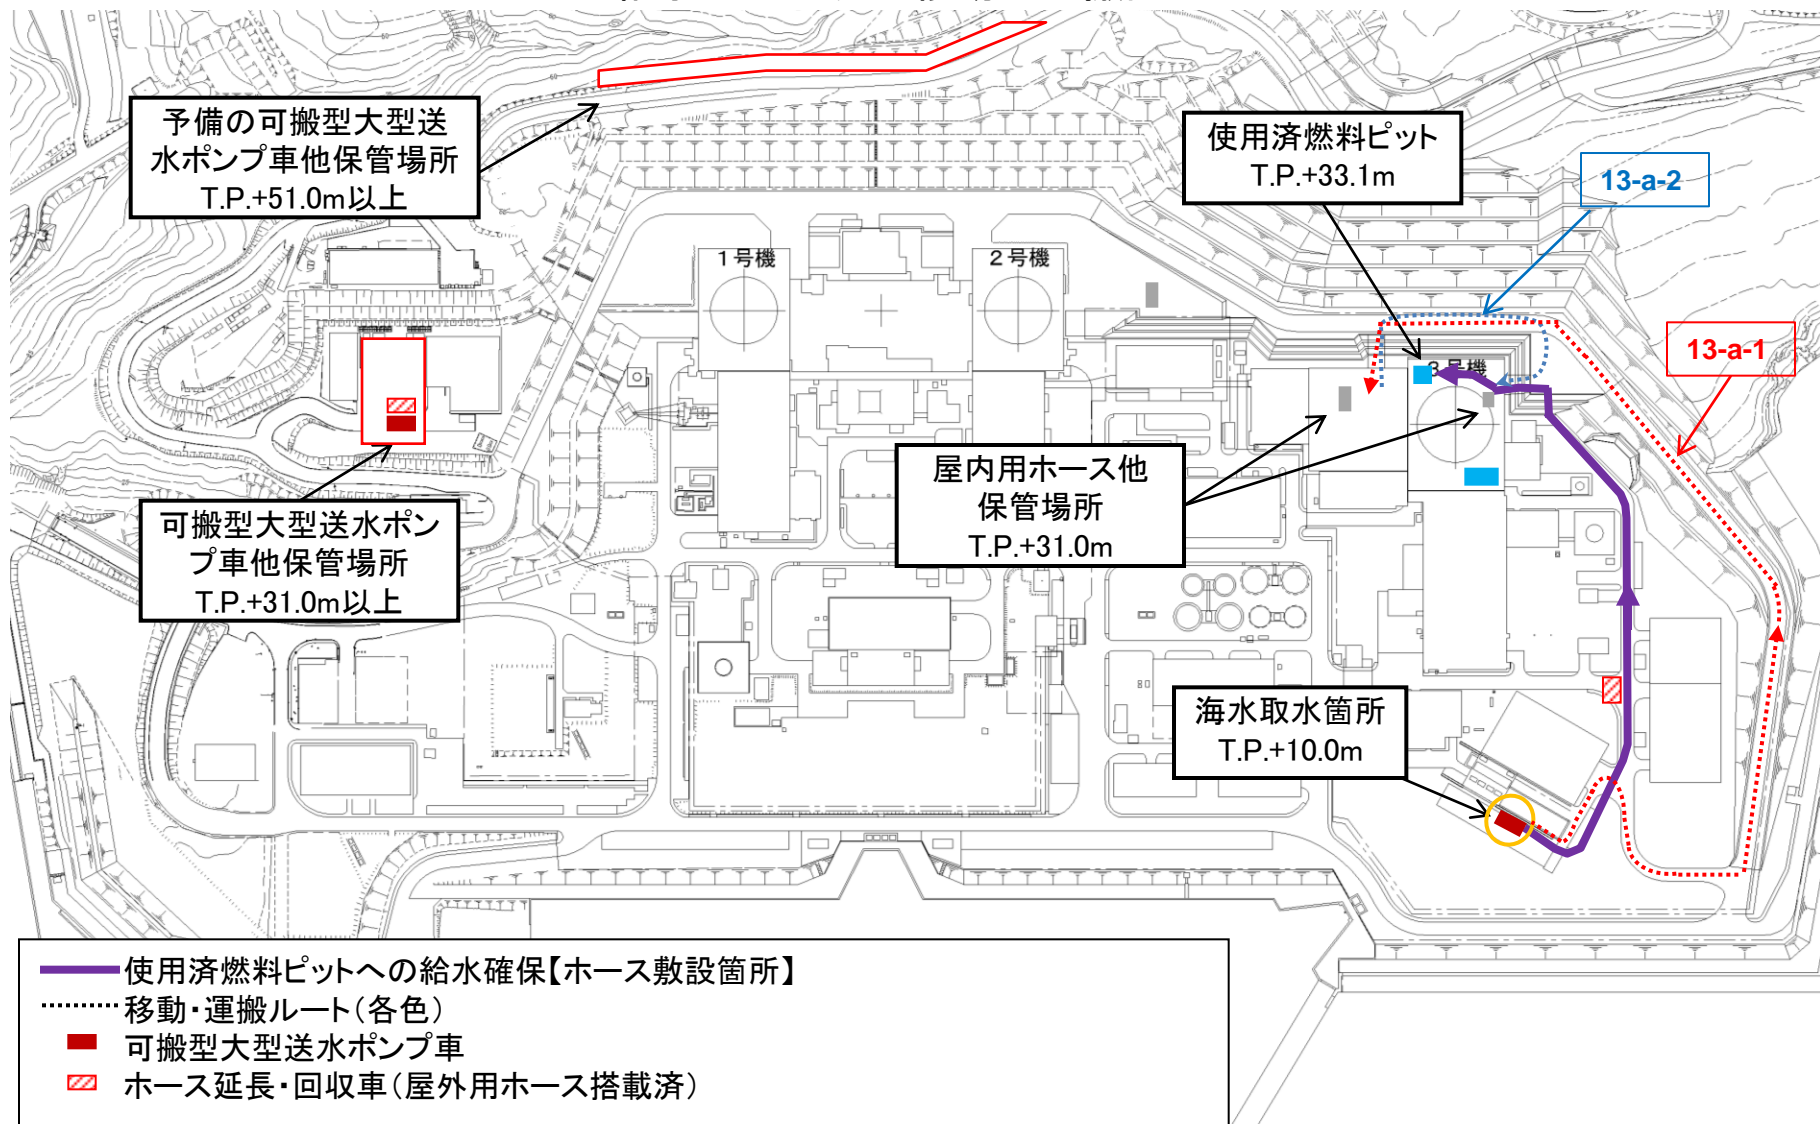 予備の可搬型大型送
水ポンプ車他保管場所
T.P.+51.0m以上
使用済燃料ピット
T.P.+33.1m
13-a-2
1号機
2号機
13-a-1
3号機
屋内用ホース他
保管場所
T.P.+31.0m
可搬型大型送水ポン
プ車他保管場所
T.P.+31.0m以上
海水取水箇所
T.P.+10.0m
使用済燃料ピットへの給水確保【ホース敷設箇所】
移動・運搬ルート(各色)
可搬型大型送水ポンプ車
ホース延長・回収車(屋外用ホース搭載済)